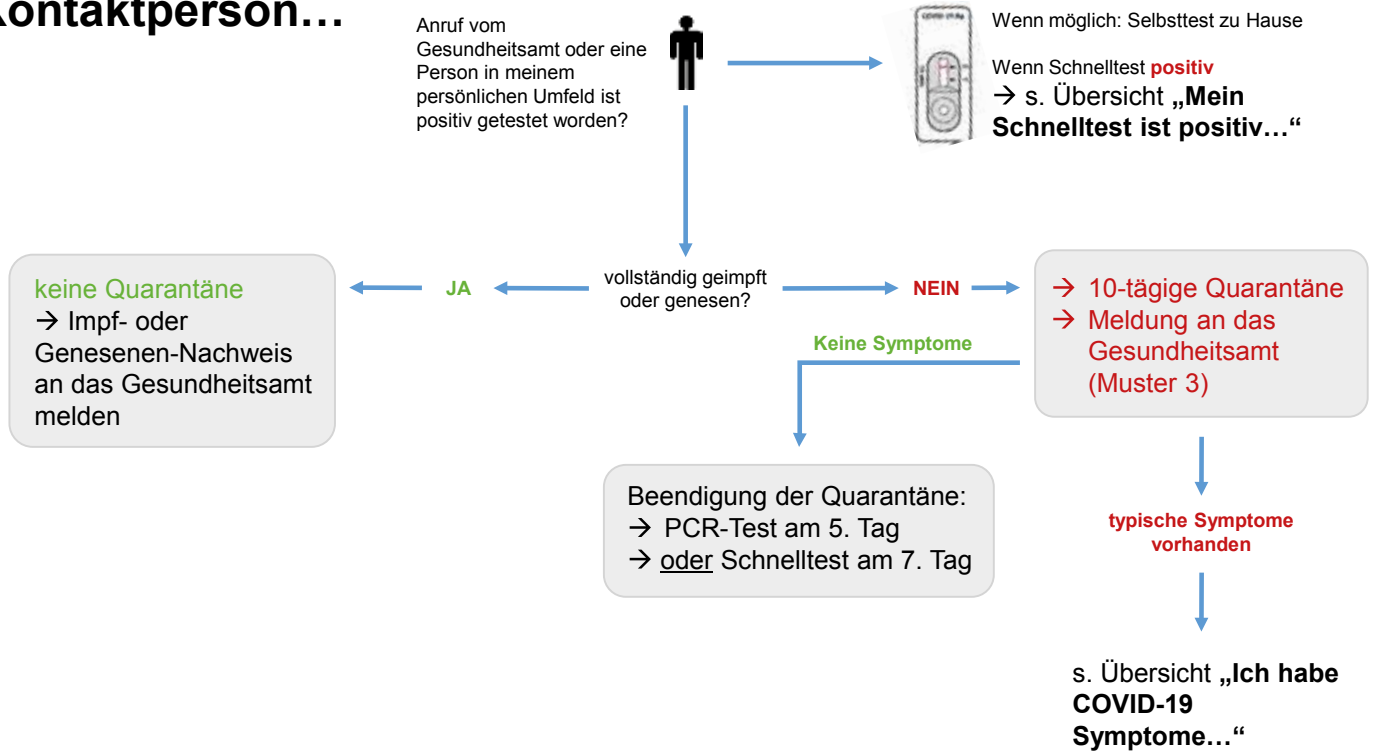 Kontaktperson…
Anruf vom
Gesundheitsamt oder eine
Person in meinem
persönlichen Umfeld ist
positiv getestet worden?
Wenn möglich: Selbsttest zu Hause
Wenn Schnelltest positiv
→ s. Übersicht „Mein
Schnelltest ist positiv…“
keine Quarantäne
→ Impf- oder
Genesenen-Nachweis
an das Gesundheitsamt
melden
JA
vollständig geimpft
oder genesen?
NEIN
→ 10-tägige Quarantäne
→ Meldung an das
Gesundheitsamt
(Muster 3)
Keine Symptome
Beendigung der Quarantäne:
→ PCR-Test am 5. Tag
→ oder Schnelltest am 7. Tag
typische Symptome
vorhanden
s. Übersicht „Ich habe
COVID-19
Symptome…“